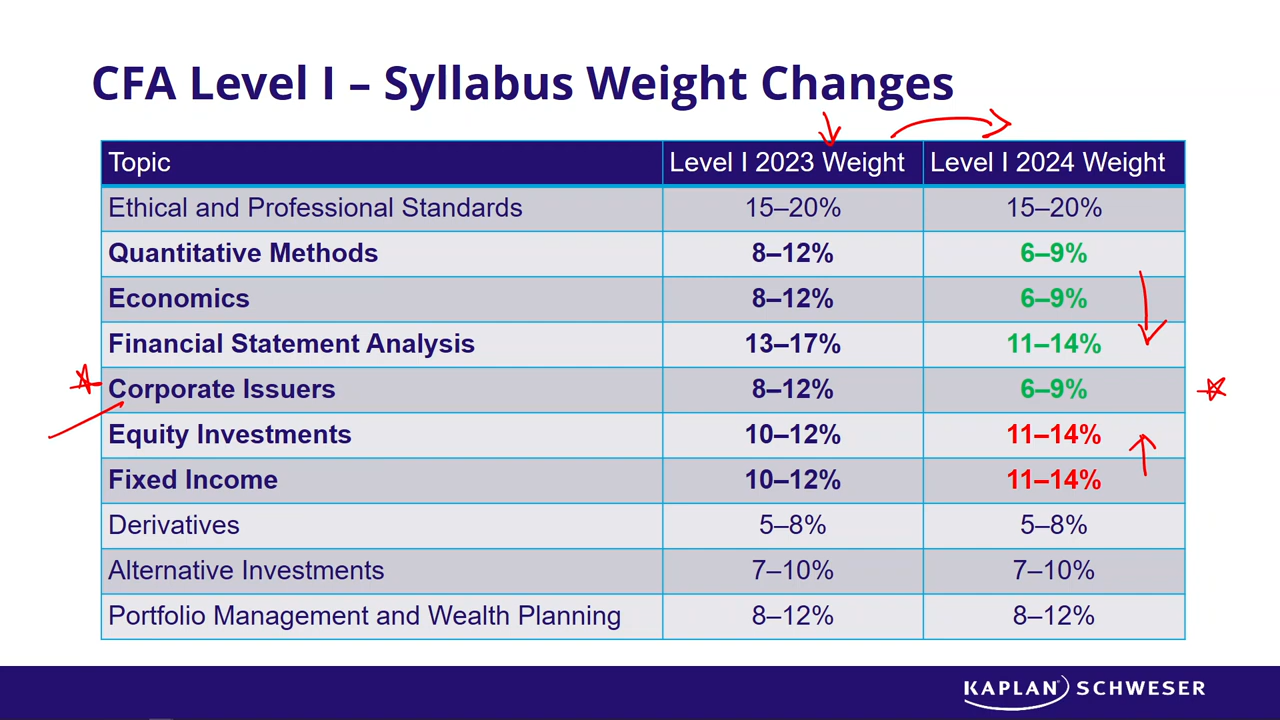 CFA Level I – Syllabus Weight Changes
Topic Level I 2023 Weight Level I 2024 Weight
Ethical and Professional Standards 15–20% 15–20%
Quantitative Methods 8–12% 6–9%
Economics 8–12% 6–9%
Financial Statement Analysis 13–17% 11–14%
Corporate Issuers 8–12% 6–9%
Equity Investments 10–12% 11–14%
Fixed Income 10–12% 11–14%
Derivatives 5–8% 5–8%
Alternative Investments 7–10% 7–10%
Portfolio Management and Wealth Planning 8–12% 8–12%
KAPLAN SCHWESER